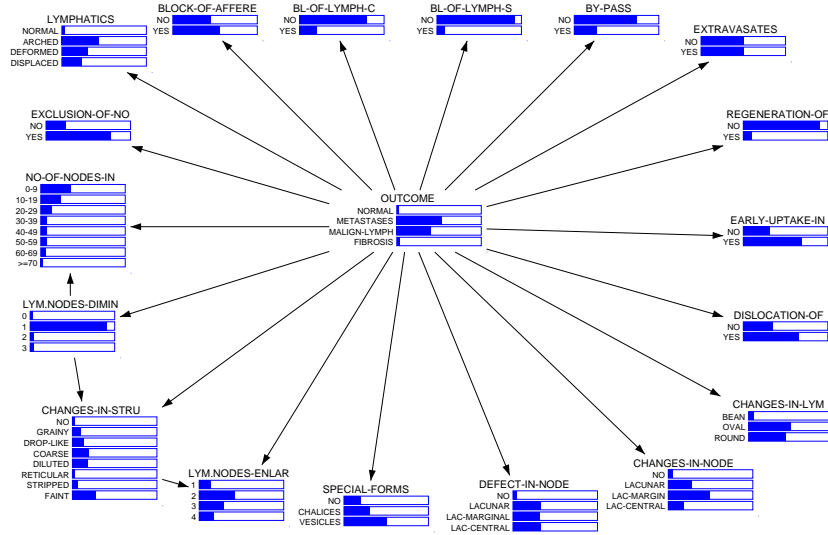 LYMPHATICS
NORMAL
ARCHED
DEFORMED
DISPLACED
BLOCK-OF-AFFERE
NO
YES
BL-OF-LYMPH-C
NO
YES
BL-OF-LYMPH-S
NO
YES
BY-PASS
NO
YES
EXTRAVASATES
NO
YES
EXCLUSION-OF-NO
NO
YES
REGENERATION-OF
NO
YES
NO-OF-NODES-IN
0-9
10-19
20-29
30-39
40-49
50-59
60-69
>=70
OUTCOME
NORMAL
METASTASES
MALIGN-LYMPH
FIBROSIS
EARLY-UPTAKE-IN
NO
YES
LYM.NODES-DIMIN
0
1
2
3
DISLOCATION-OF
NO
YES
CHANGES-IN-STRU
NO
GRAINY
DROP-LIKE
COARSE
DILUTED
RETICULAR
STRIPPED
FAINT
LYM.NODES-ENLAR
1
2
3
4
SPECIAL-FORMS
NO
CHALICES
VESICLES
DEFECT-IN-NODE
NO
LACUNAR
LAC-MARGINAL
LAC-CENTRAL
CHANGES-IN-NODE
NO
LACUNAR
LAC-MARGIN
LAC-CENTRAL
CHANGES-IN-LYM
BEAN
OVAL
ROUND